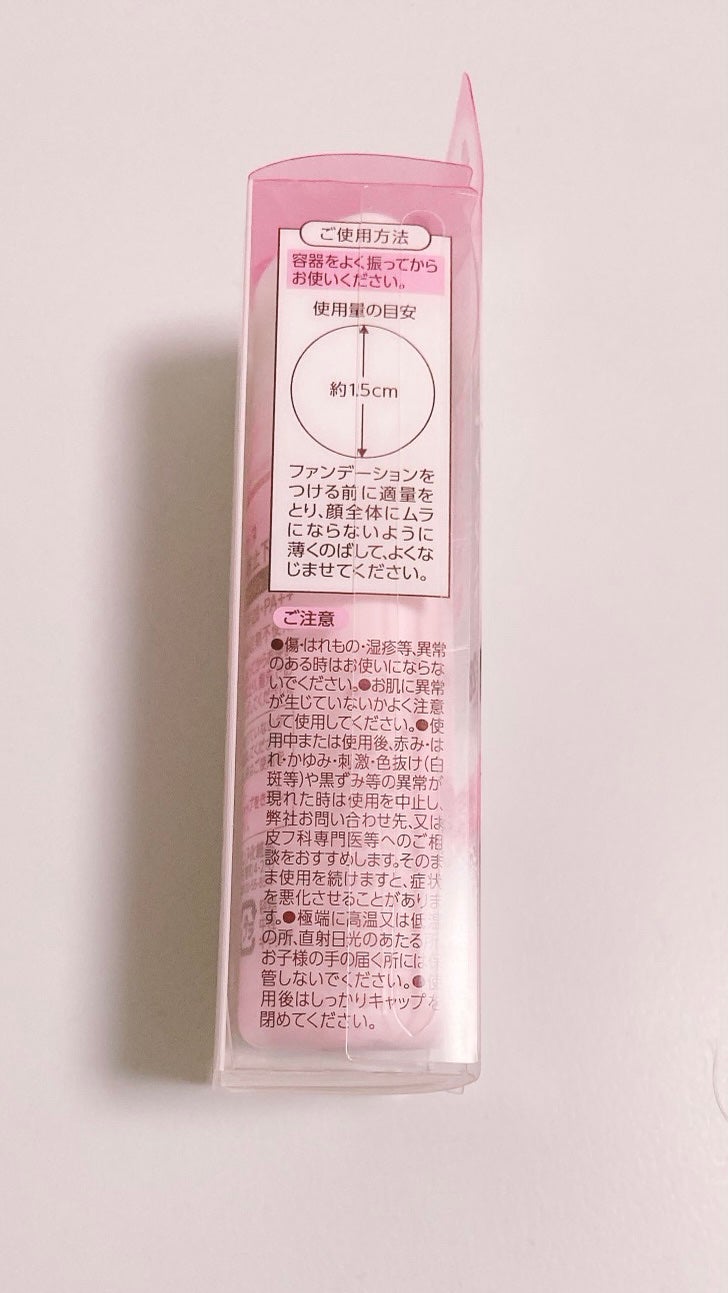 ご使用方法
容器をよく振ってから
お使いください。
使用量の目安
約1.5cm
ファンデーションを
つける前に適量を
とり、顔全体にムラ
にならないように
薄くのばして、よくな
じませてください。
ご注意
●傷・はれもの・湿疹等、異常
のある時はお使いにならな
いでください。●お肌に異常
が生じていないかよく注意
して使用してください。●使
用中または使用後、赤み・は
れ・かゆみ・刺激・色抜け(白
斑等)や黒ずみ等の異常が
現れた時は使用を中止し、
弊社お問い合わせ先、又は
皮フ科専門医等へのご相
談をおすすめします。そのま
ま使用を続けますと、症状
を悪化させることがありま
す。●極端に高温又は低温
の所、直射日光のあたる所、
お子様の手の届く所には保
管しないでください。●使
用後はしっかりキャップを
閉めてください。
PA++